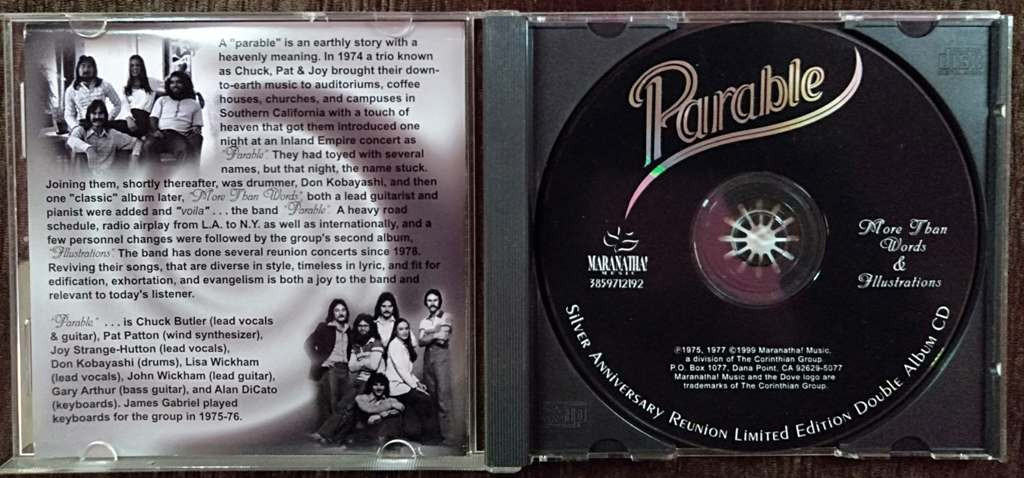 A "parable" is an earthly story with a
heavenly meaning. In 1974 a trio known
as Chuck, Pat & Joy brought their down-
to-earth music to auditoriums, coffee
houses, churches, and campuses in
Southern California with a touch of
heaven that got them introduced one
night at an Inland Empire concert as
"Parable". They had toyed with several
names, but that night, the name stuck.
Joining them, shortly thereafter, was drummer, Don Kobayashi, and then
one "classic" album later, "More Than Words", both a lead guitarist and
pianist were added and "voila" . . . the band "Parable". A heavy road
schedule, radio airplay from L.A. to N.Y. as well as internationally, and a
few personnel changes were followed by the group's second album,
"Illustrations". The band has done several reunion concerts since 1978.
Reviving their songs, that are diverse in style, timeless in lyric, and fit for
edification, exhortation, and evangelism is both a joy to the band and
relevant to today's listener.
"Parable" . . . is Chuck Butler (lead vocals
& guitar), Pat Patton (wind synthesizer),
Joy Strange-Hutton (lead vocals),
Don Kobayashi (drums), Lisa Wickham
(lead vocals), John Wickham (lead guitar),
Gary Arthur (bass guitar), and Alan DiCato
(keyboards). James Gabriel played
keyboards for the group in 1975-76.
Parable
More Than
Words
&
Illustrations
MARANATHA!
MUSIC
3859712192
℗1975, 1977 ©1999 Maranatha! Music,
a division of The Corinthian Group
P.O. Box 1077, Dana Point, CA 92629-5077
Maranatha! Music and the Dove logo are
trademarks of The Corinthian Group.
Silver Anniversary Reunion Limited Edition Double Album CD